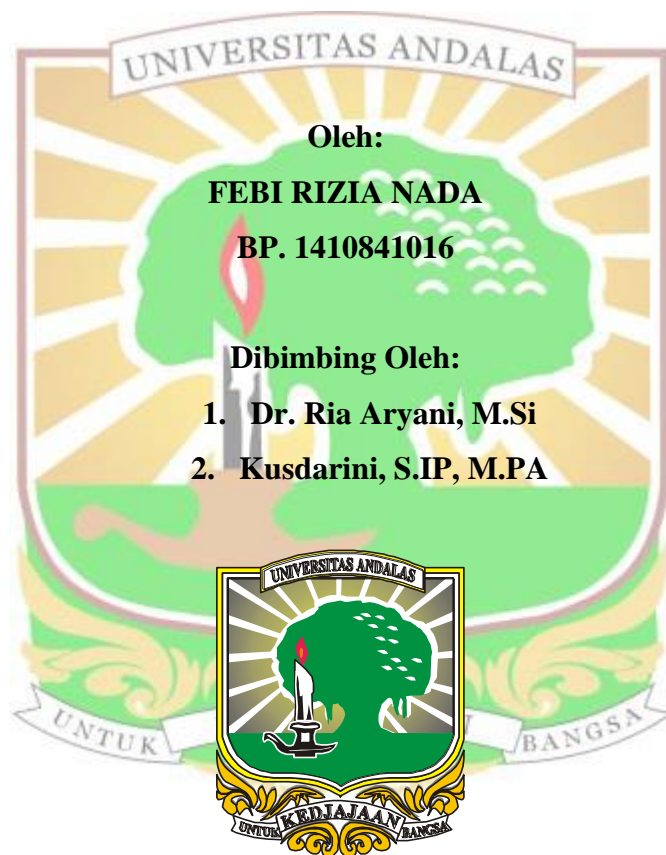 UNIVERSITAS ANDALAS
Oleh:
FEBI RIZIA NADA
BP. 1410841016
Dibimbing Oleh:
1. Dr. Ria Aryani, M.Si
2. Kusdarini, S.IP, M.PA
UNIVERSITAS ANDALAS
UNTUK BANGSA
UNTUK KEDJAJAAN BANGSA